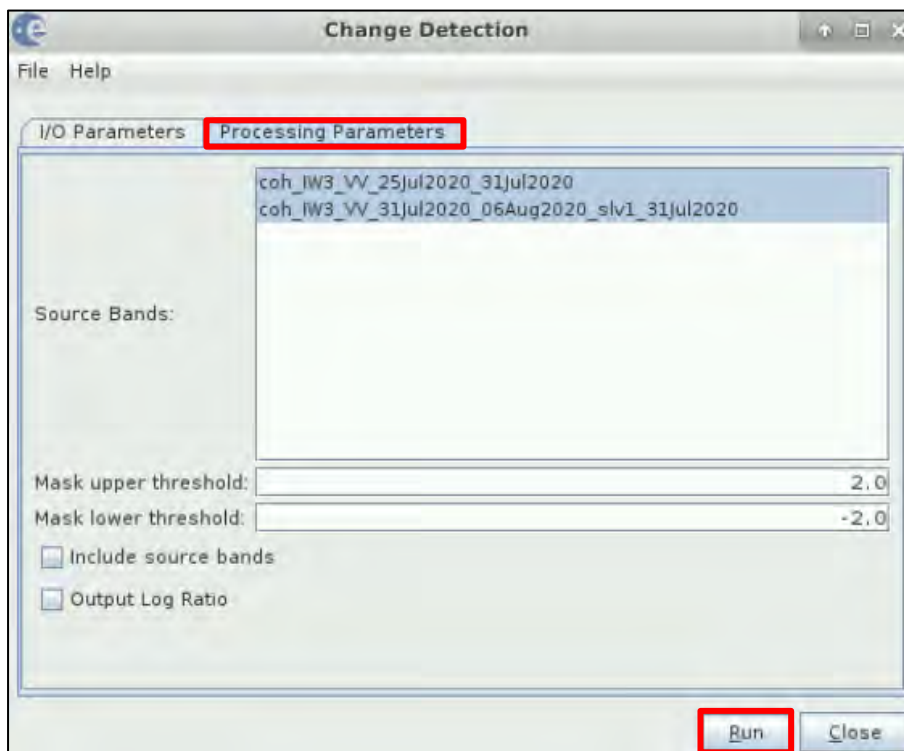 Change Detection
File Help
I/O Parameters Processing Parameters
coh_IW3_VV_25Jul2020_31Jul2020
coh_IW3_VV_31Jul2020_06Aug2020_slv1_31Jul2020
Source Bands:
Mask upper threshold: 2.0
Mask lower threshold: -2.0
Include source bands
Output Log Ratio
Run Close